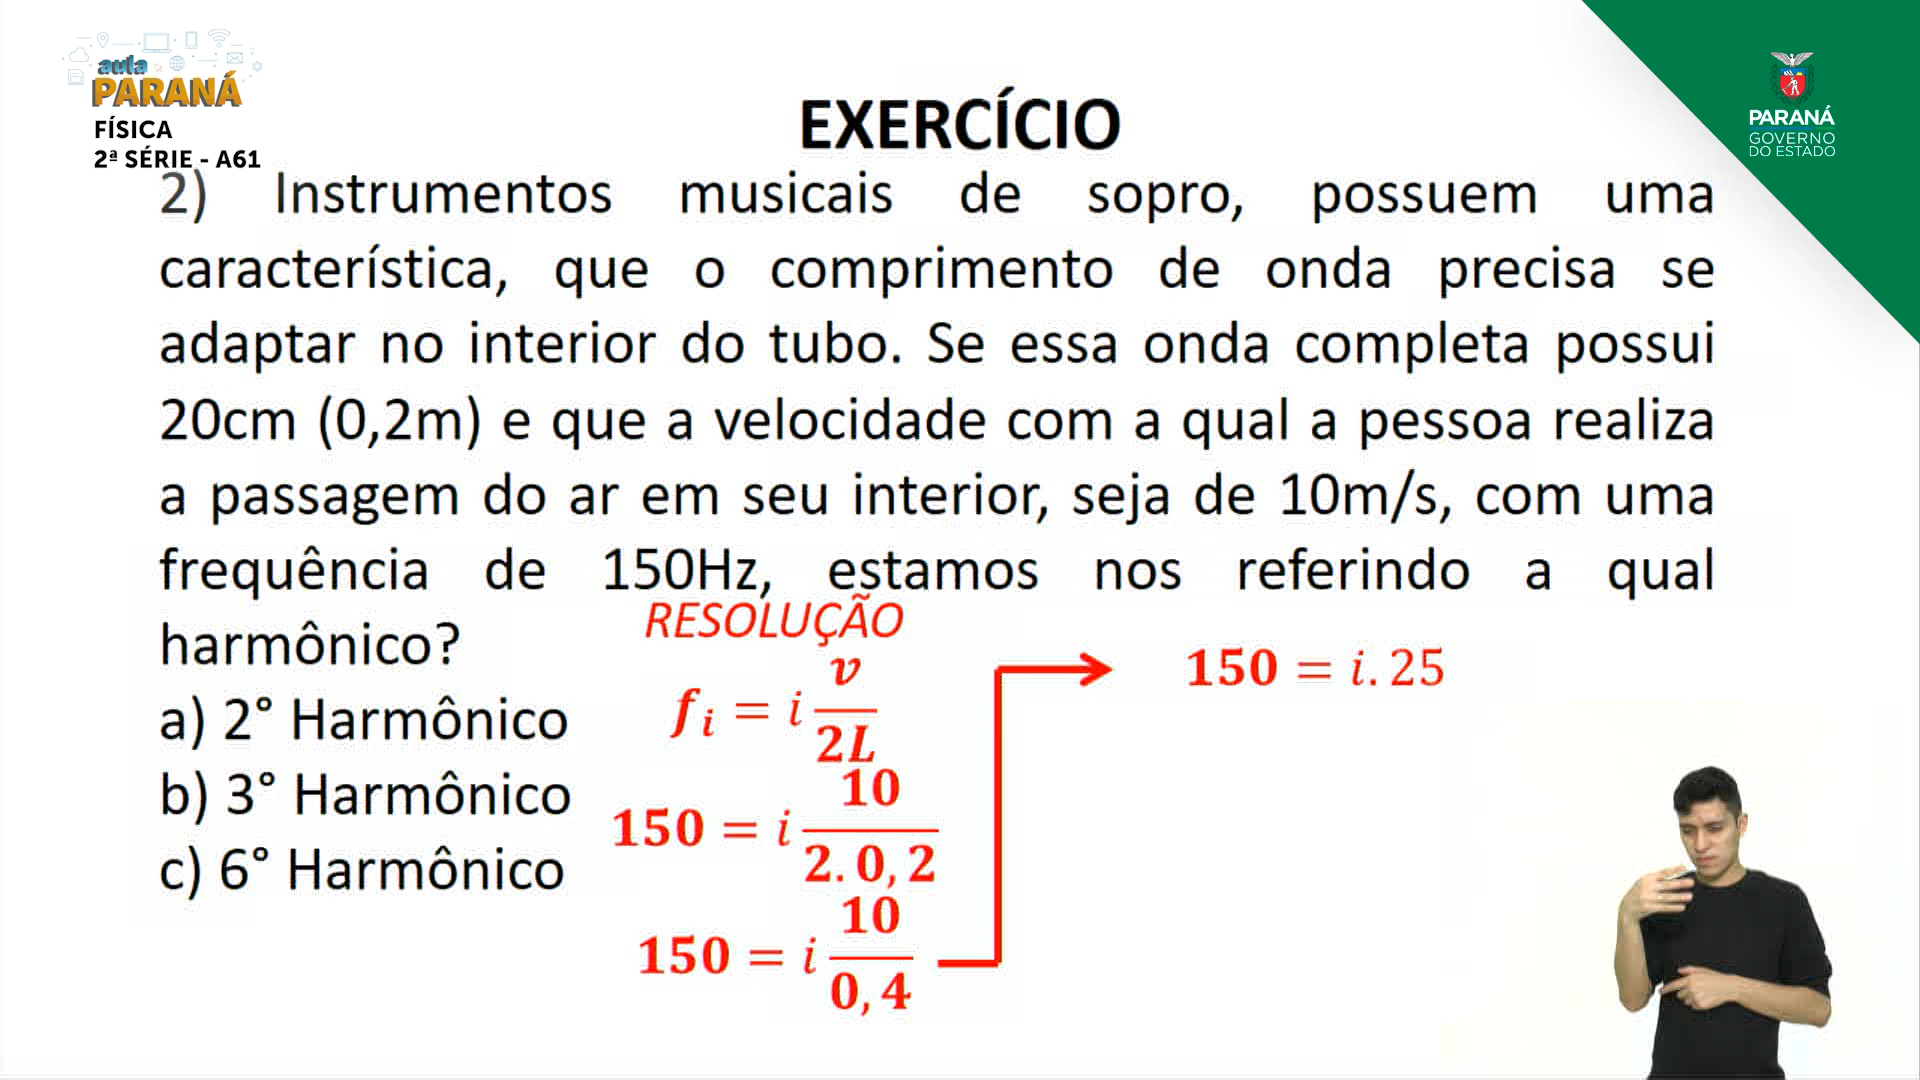 aula
PARANÁ
FÍSICA
2ª SÉRIE - A61
PARANÁ
GOVERNO
DO ESTADO
EXERCÍCIO
2) Instrumentos musicais de sopro, possuem uma
característica, que o comprimento de onda precisa se
adaptar no interior do tubo. Se essa onda completa possui
20cm (0,2m) e que a velocidade com a qual a pessoa realiza
a passagem do ar em seu interior, seja de 10m/s, com uma
frequência de 150Hz, estamos nos referindo a qual
harmônico?
a) 2° Harmônico
b) 3° Harmônico
c) 6° Harmônico
RESOLUÇÃO
fᵢ = i v/2L
150 = i 10/2.0,2
150 = i 10/0,4
150 = i.25